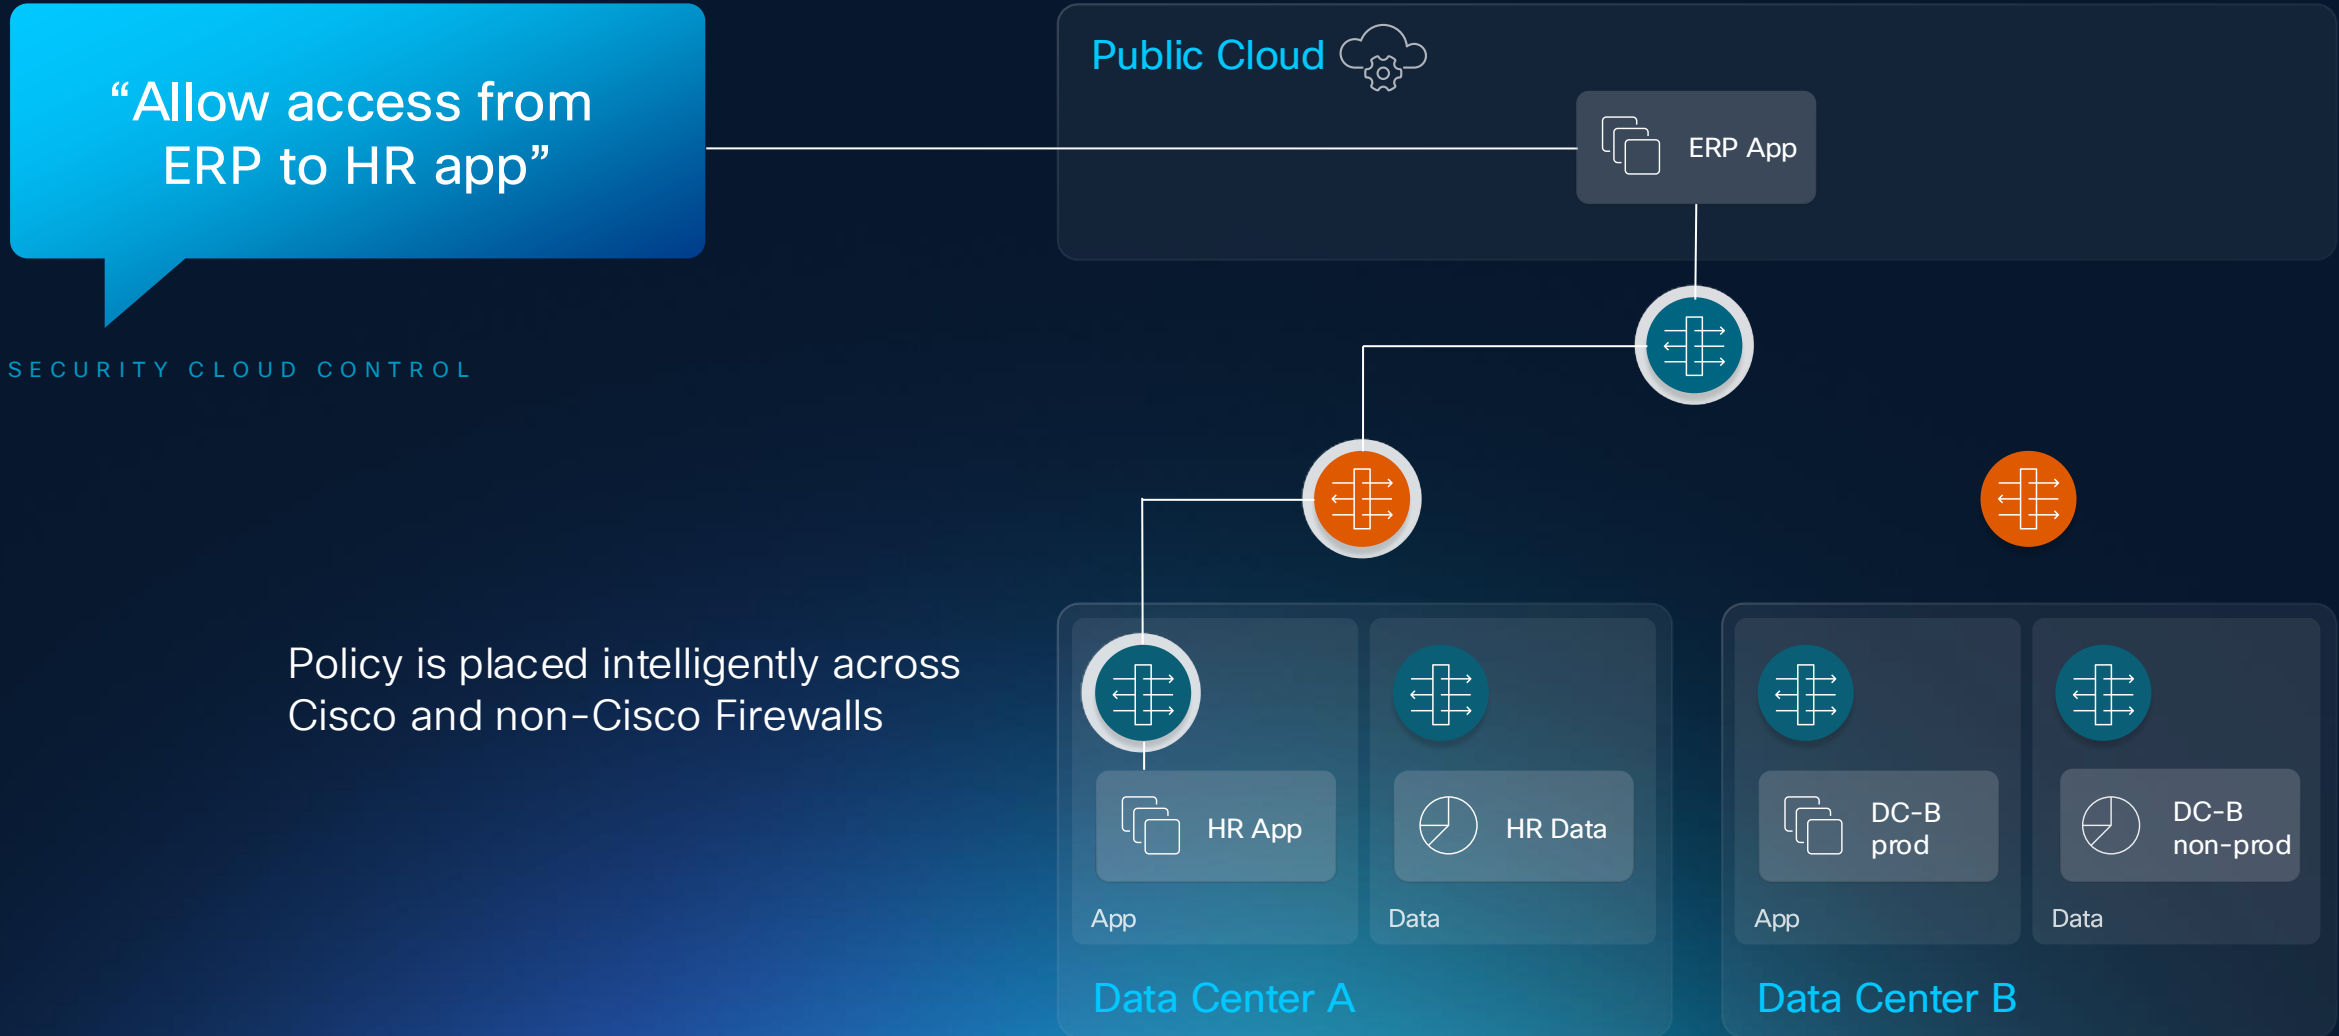 “Allow access from
ERP to HR app”
SECURITY CLOUD CONTROL
Policy is placed intelligently across
Cisco and non-Cisco Firewalls
Public Cloud
ERP App
HR App
App
HR Data
Data
Data Center A
DC-B
prod
App
DC-B
non-prod
Data
Data Center B